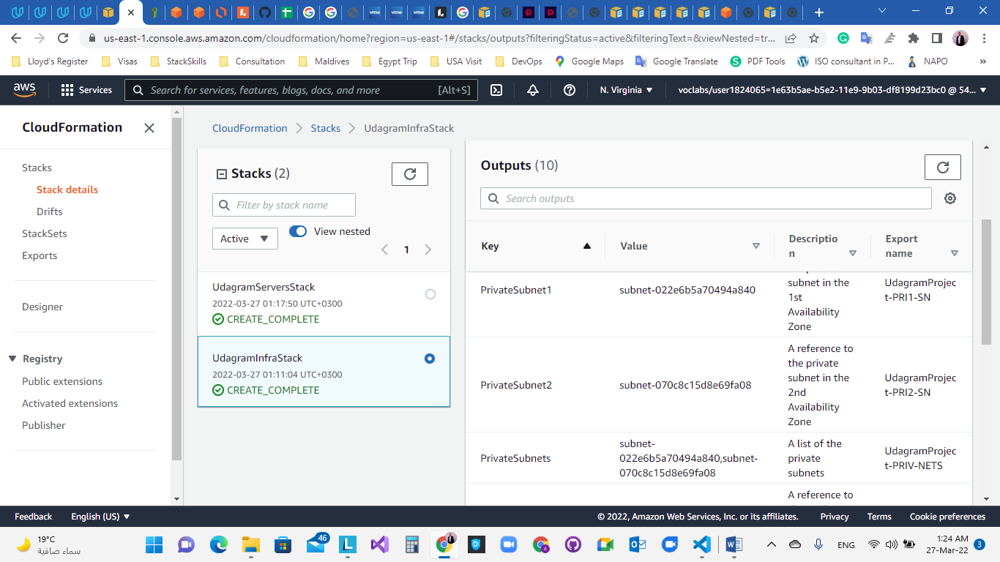 us-east-1.console.aws.amazon.com/cloudformation/home?region=us-east-1#/stacks/outputs?filteringStatus=active&filteringText=&viewNested=tr...
Lloyd's Register
Visas
StackSkills
Consultation
Maldives
Egypt Trip
USA Visit
DevOps
Google Maps
Google Translate
PDF Tools
ISO consultant in P...
NAPO
»
aws
Services
Search for services, features, blogs, docs, and more
[Alt+S]
N. Virginia
voclabs/user1824065=1e63b5ae-b5e2-11e9-9b03-df8199d23bc0 @ 54...
CloudFormation
Stacks
Stack details
Drifts
StackSets
Exports
Designer
Registry
Public extensions
Activated extensions
Publisher
CloudFormation
Stacks
UdagramInfraStack
Stacks (2)
Filter by stack name
Active
View nested
1
UdagramServersStack
2022-03-27 01:17:50 UTC+0300
CREATE_COMPLETE
UdagramInfraStack
2022-03-27 01:11:04 UTC+0300
CREATE_COMPLETE
Outputs (10)
Search outputs
Key
Value
Descriptio
n
Export
name
PrivateSubnet1
subnet-022e6b5a70494a840
subnet in the
1st
Availability
Zone
UdagramProjec
t-PRI1-SN
PrivateSubnet2
subnet-070c8c15d8e69fa08
A reference to
the private
subnet in the
2nd
Availability
Zone
UdagramProjec
t-PRI2-SN
PrivateSubnets
subnet-
022e6b5a70494a840,subnet-
070c8c15d8e69fa08
A list of the
private
subnets
UdagramProjec
t-PRIV-NETS
A reference to
Feedback
English (US)
© 2022, Amazon Web Services, Inc. or its affiliates.
Privacy
Terms
Cookie preferences
19°C
سماء صافية
46
ENG
1:24 AM
27-Mar-22
3